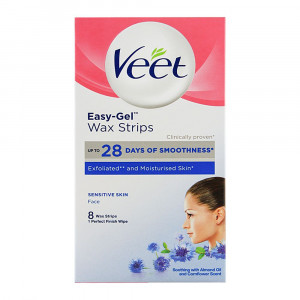 Veet
Easy-Gel™
Wax Strips
Clinically proven*
UP TO 28 DAYS OF SMOOTHNESS*
Exfoliated** and Moisturised Skin*
SENSITIVE SKIN
Face
8 Wax Strips
1 Perfect Finish Wipe
Soothing with Almond Oil
and Cornflower Scent